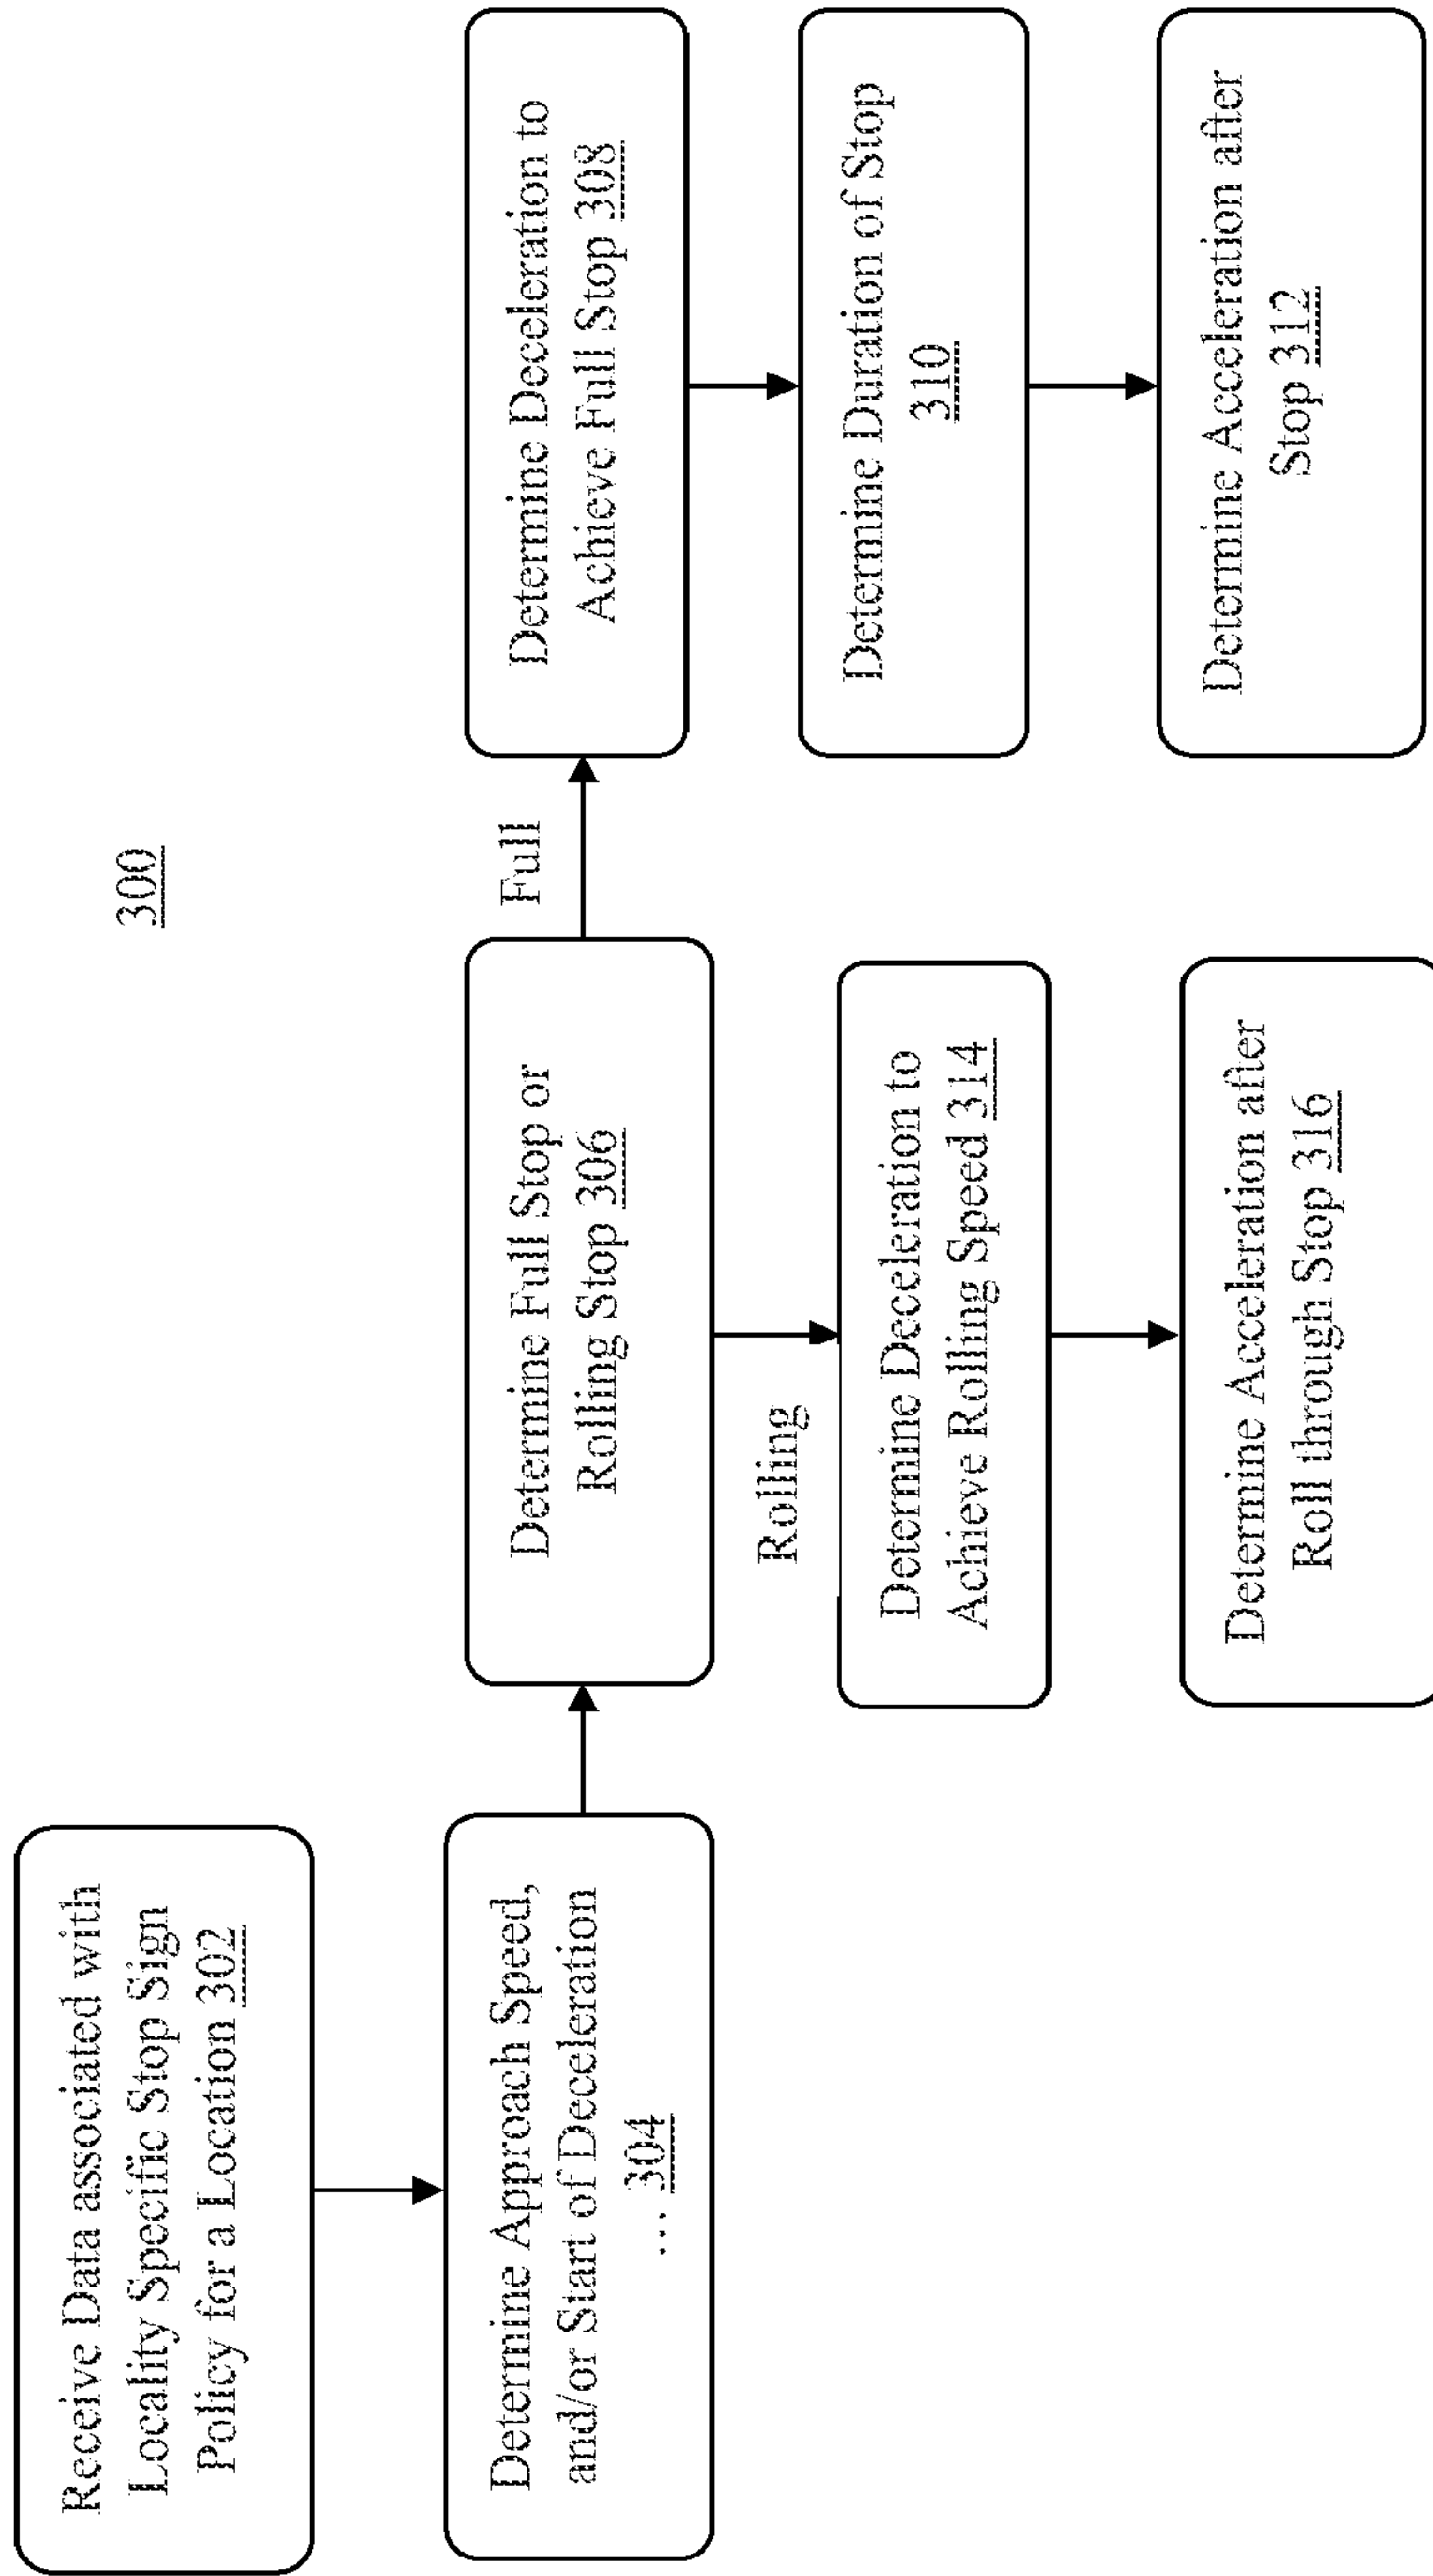 300
Receive Data associated with
Locality Specific Stop Sign
Policy for a Location 302
Determine Approach Speed,
and/or Start of Deceleration
... 304
Determine Full Stop or
Rolling Stop 306
Full
Determine Deceleration to
Achieve Full Stop 308
Determine Duration of Stop
310
Determine Acceleration after
Stop 312
Rolling
Determine Deceleration to
Achieve Rolling Speed 314
Determine Acceleration after
Roll through Stop 316